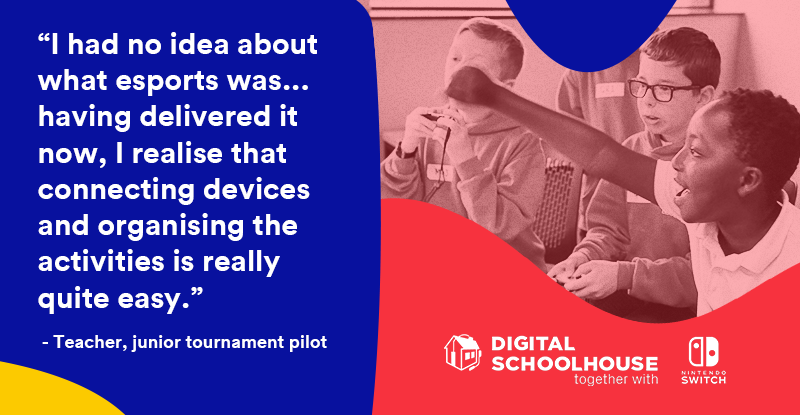 “I had no idea about
what esports was...
having delivered it
now, I realise that
connecting devices
and organising the
activities is really
quite easy.”
- Teacher, junior tournament pilot
DIGITAL
SCHOOLHOUSE
together with
NINTENDO
SWITCH